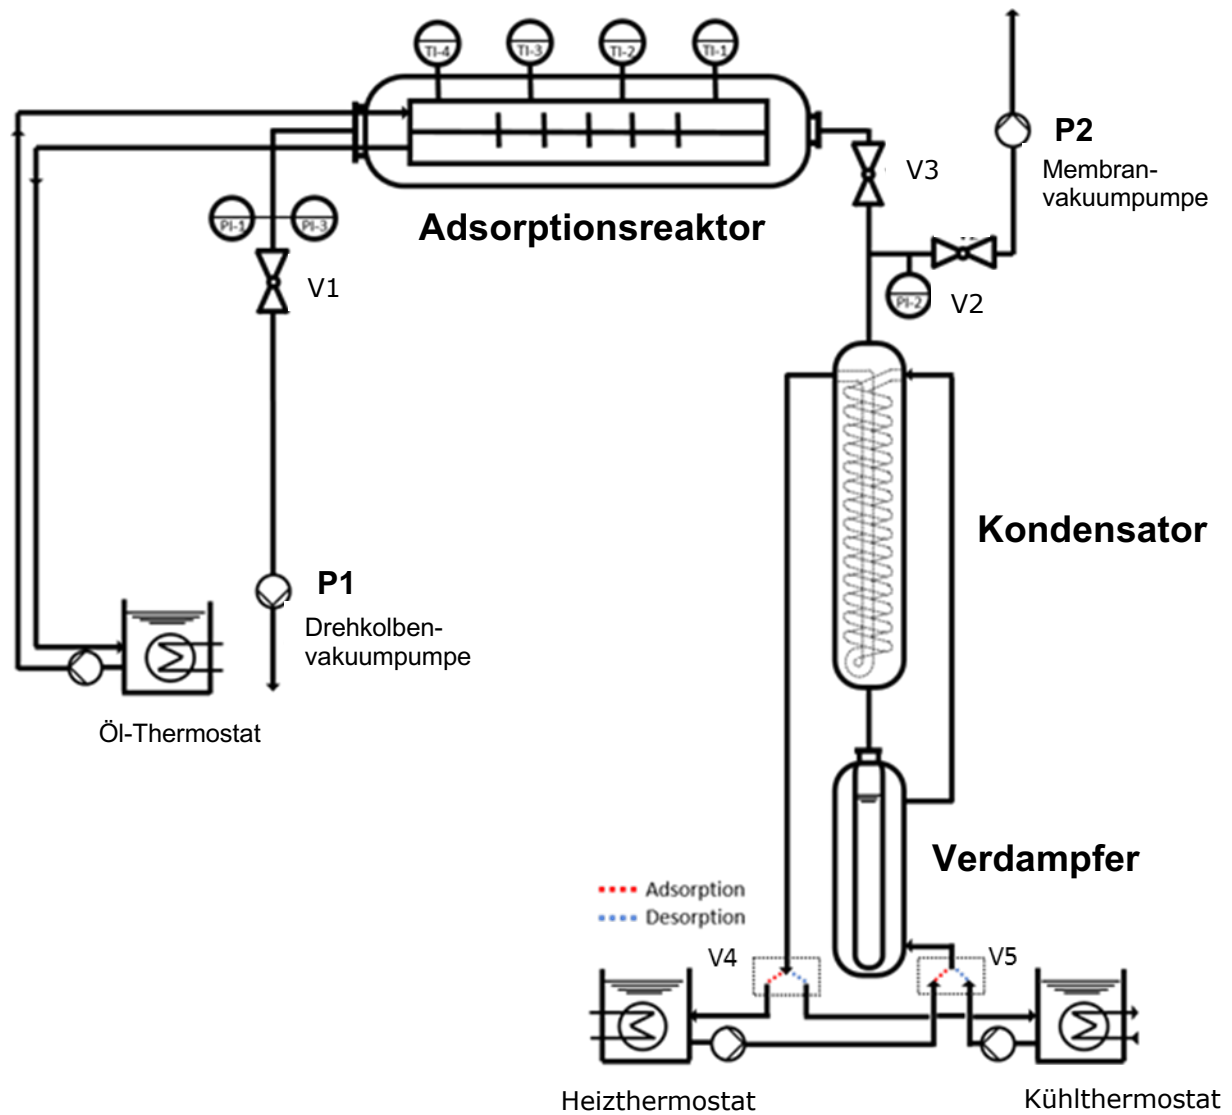 TI-4
TI-3
TI-2
TI-1
P2
Membran-
vakuumpumpe
V3
Adsorptionsreaktor
PI-1
PI-3
V1
PI-2
V2
Kondensator
P1
Drehkolben-
vakuumpumpe
Öl-Thermostat
Verdampfer
Adsorption
Desorption
V4
V5
Heizthermostat
Kühlthermostat